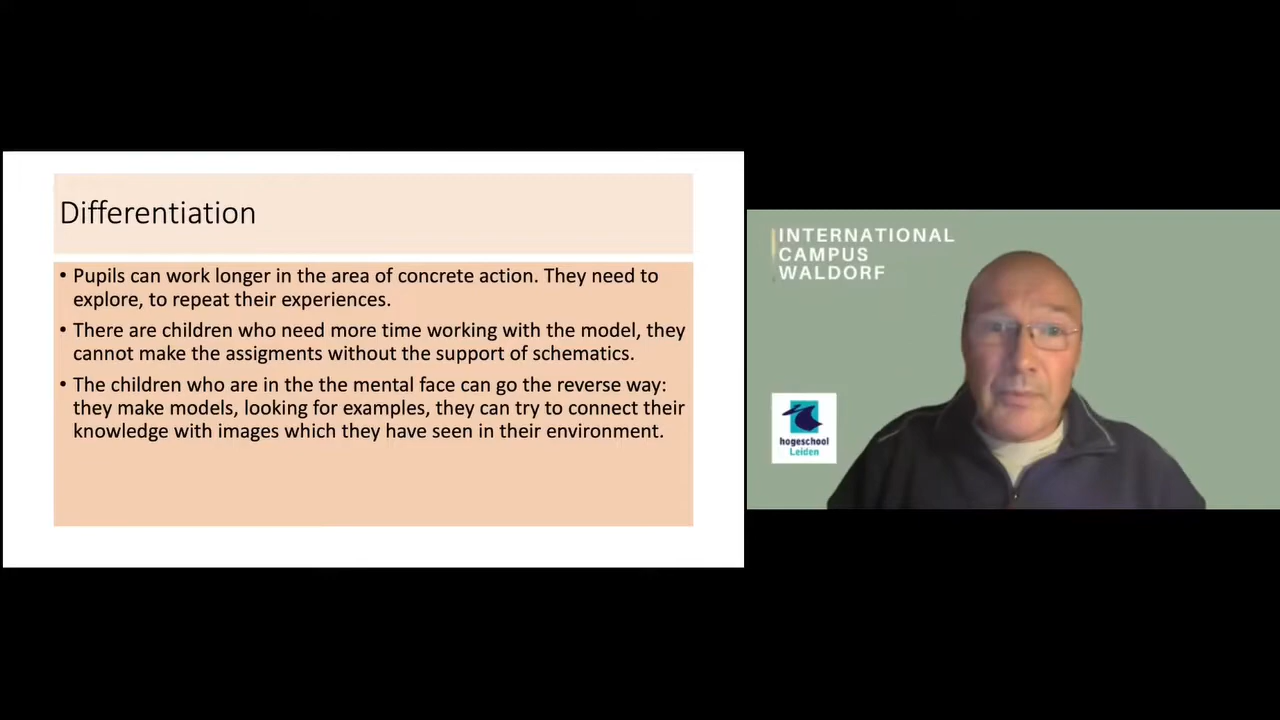 Differentiation
• Pupils can work longer in the area of concrete action. They need to
explore, to repeat their experiences.
• There are children who need more time working with the model, they
cannot make the assigments without the support of schematics.
• The children who are in the the mental face can go the reverse way:
they make models, looking for examples, they can try to connect their
knowledge with images which they have seen in their environment.
INTERNATIONAL
CAMPUS
WALDORF
hogeschool
Leiden